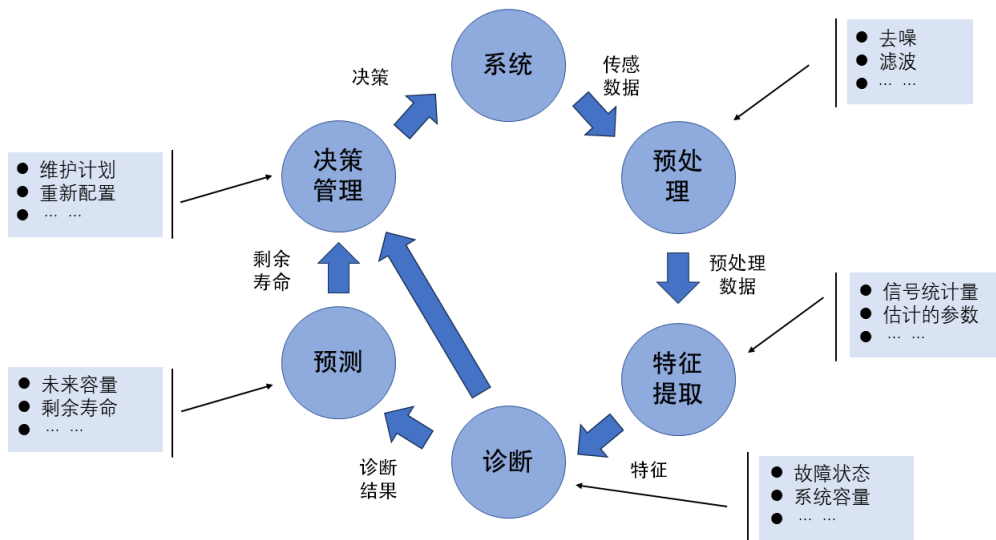 系统
决策
传感
数据
● 去噪
● 滤波
● … …
决策
管理
预处
理
● 维护计划
● 重新配置
● … …
剩余
寿命
预处理
数据
● 信号统计量
● 估计的参数
● … …
预测
特征
提取
● 未来容量
● 剩余寿命
● … …
诊断
诊断
结果
特征
● 故障状态
● 系统容量
● … …